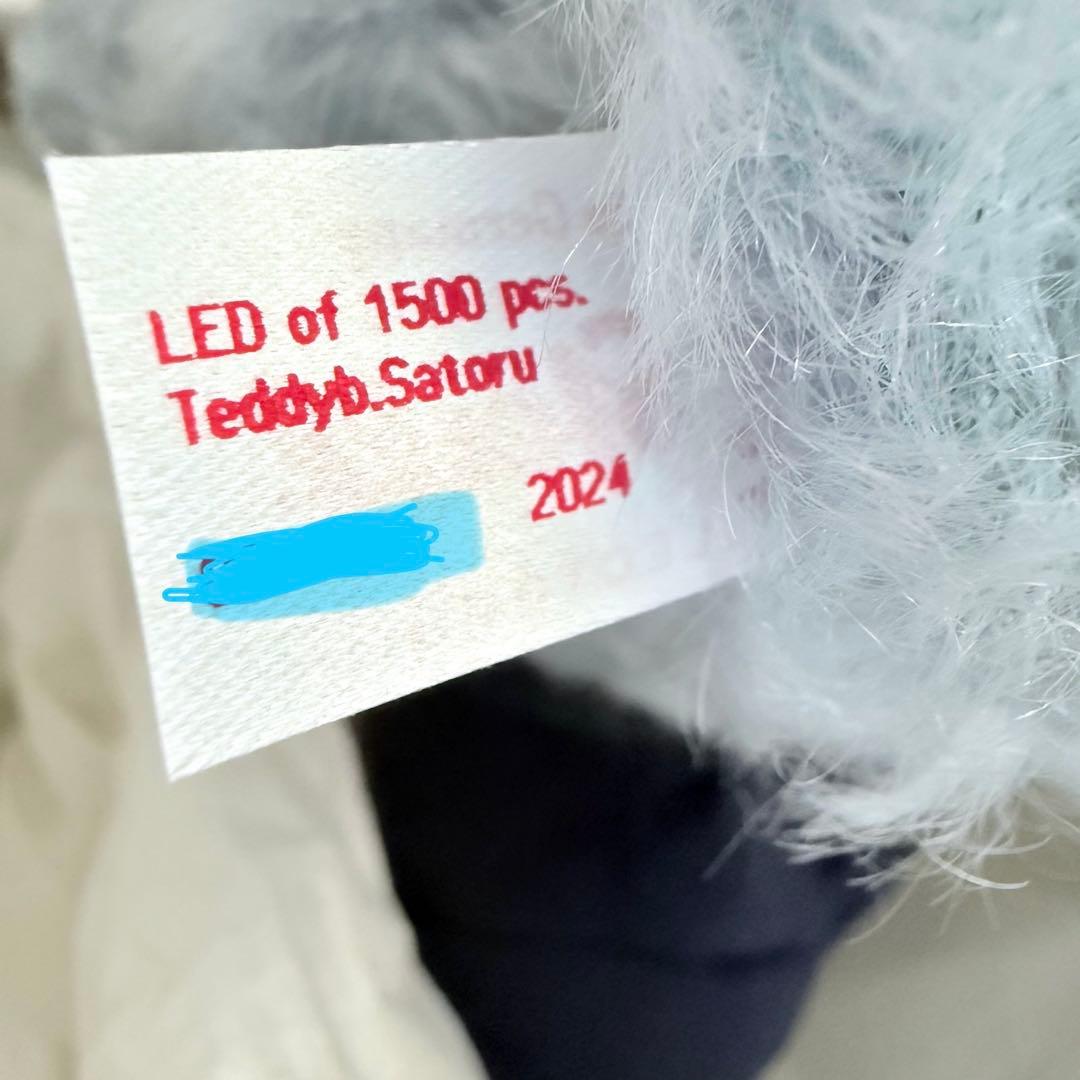 LED of 1500 pcs.
Teddyb.Satoru
2024